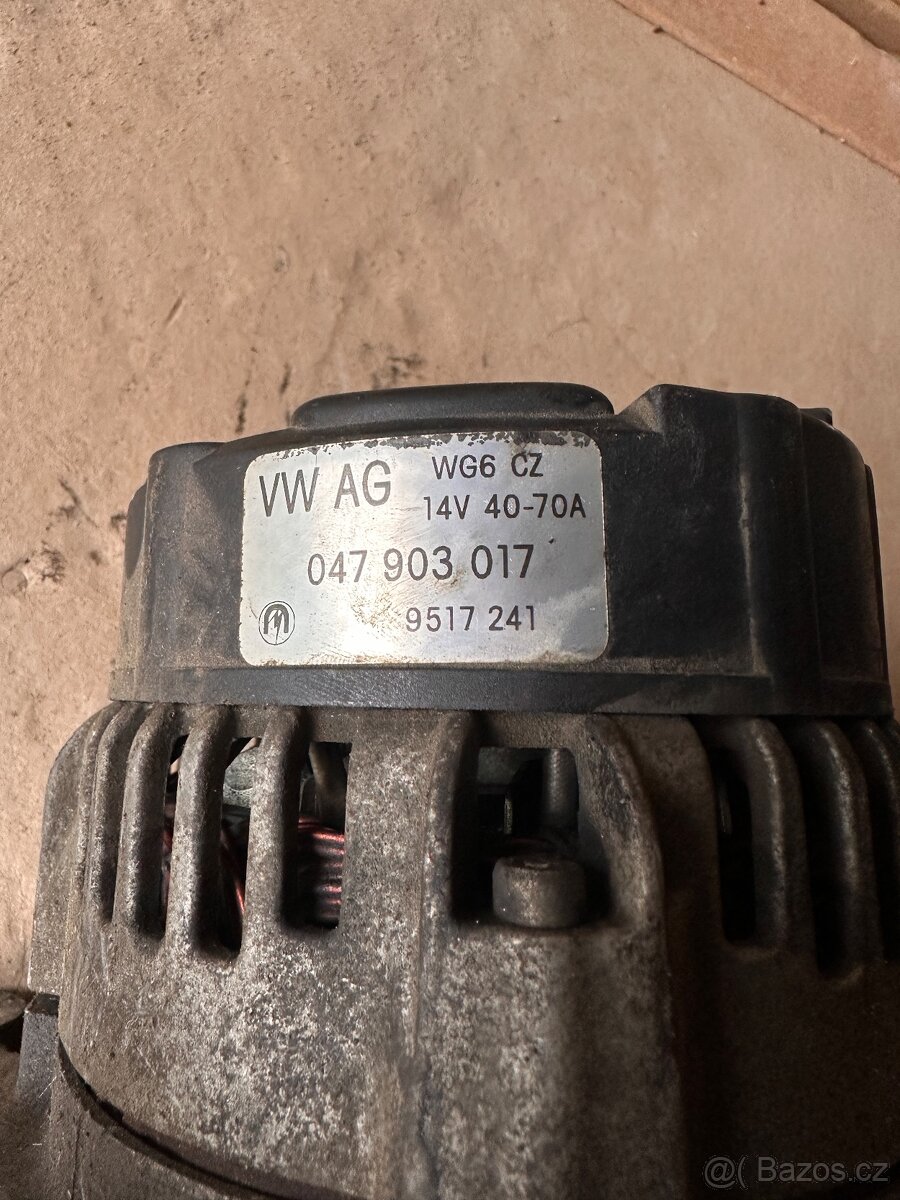 VW AG WG6 CZ
14V 40-70A
047 903 017
9517 241
@( Bazos.cz